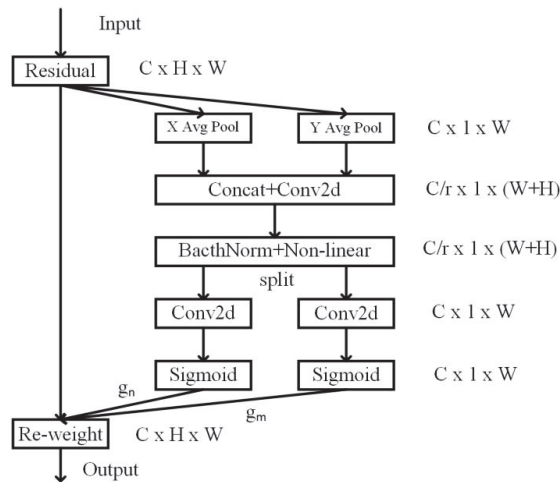 Input
Residual C x H x W
X Avg Pool Y Avg Pool C x 1 x W
Concat+Conv2d C/r x 1 x (W+H)
BacthNorm+Non-linear C/r x 1 x (W+H)
split
Conv2d Conv2d C x 1 x W
Sigmoid Sigmoid C x 1 x W
gₙ
gₘ
Re-weight C x H x W
Output